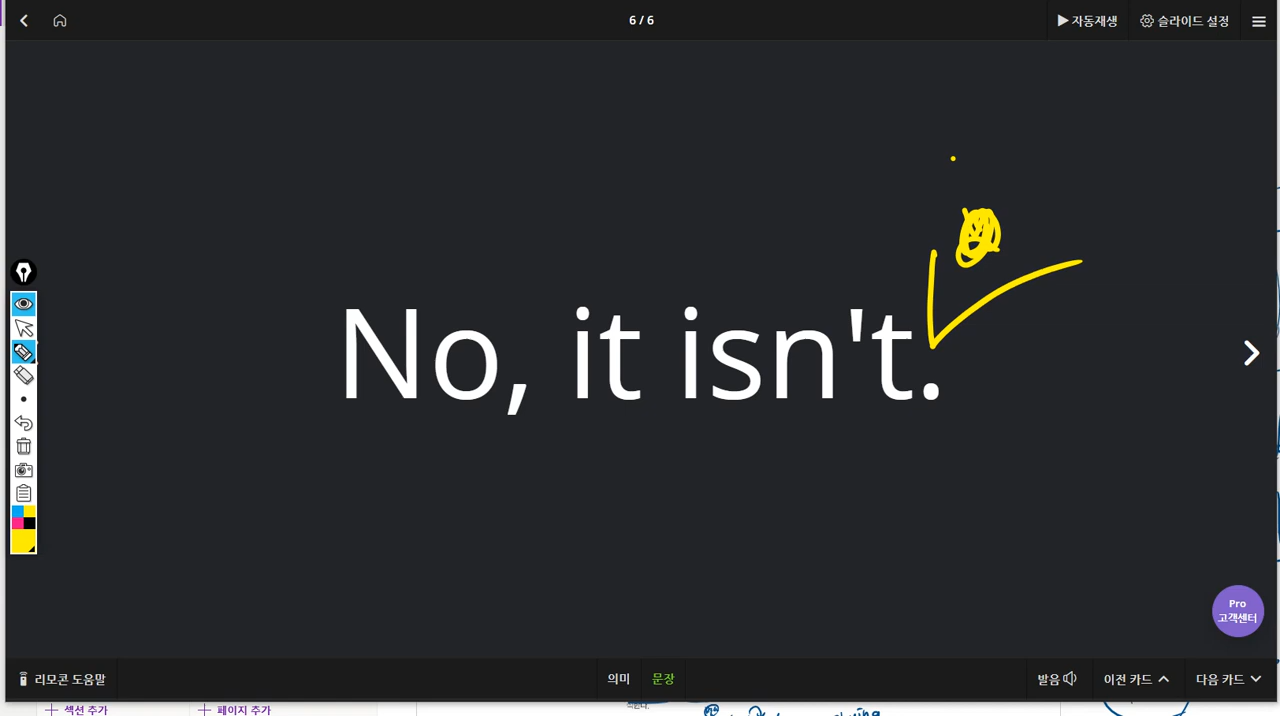 6 / 6
자동재생
슬라이드 설정
No, it isn't.
Pro
고객센터
리모콘 도움말
의미
문장
발음
이전 카드
다음 카드
섹션 추가
페이지 추가